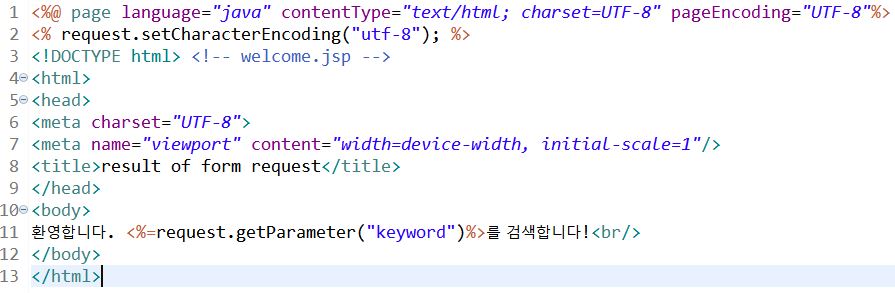 1 <%@ page language="java" contentType="text/html; charset=UTF-8" pageEncoding="UTF-8"%>
2 <% request.setCharacterEncoding("utf-8"); %>
3 <!DOCTYPE html> <!-- welcome.jsp -->
4 <html>
5 <head>
6 <meta charset="UTF-8">
7 <meta name="viewport" content="width=device-width, initial-scale=1"/>
8 <title>result of form request</title>
9 </head>
10 <body>
11 환영합니다. <%=request.getParameter("keyword")%>를 검색합니다!<br/>
12 </body>
13 </html>